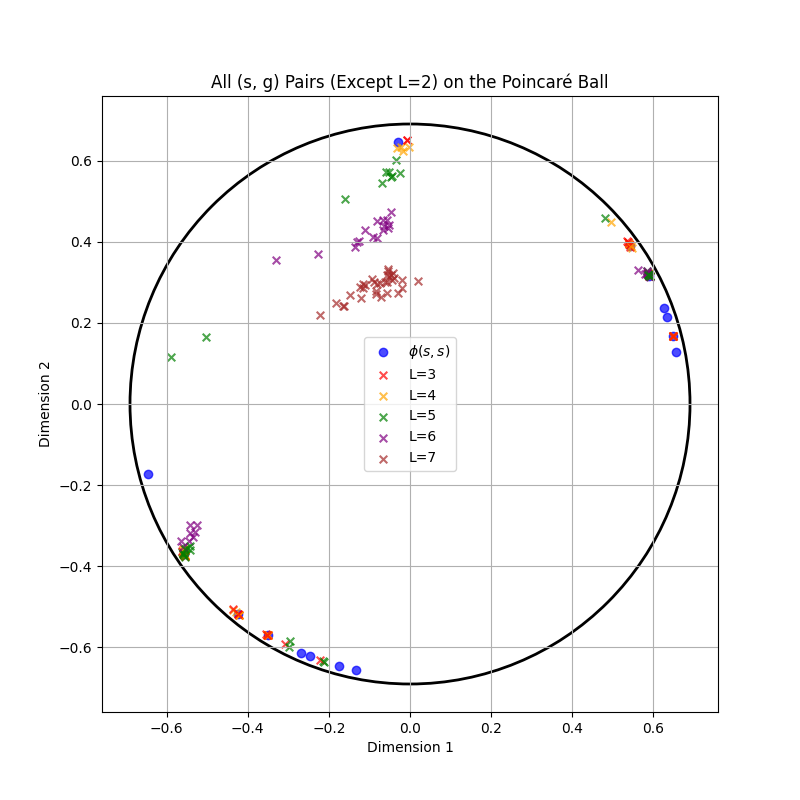 All (s, g) Pairs (Except L=2) on the Poincaré Ball
Dimension 2
0.6
0.4
0.2
0.0
−0.2
−0.4
−0.6
ϕ(s, s)
L=3
L=4
L=5
L=6
L=7
−0.6 −0.4 −0.2 0.0 0.2 0.4 0.6
Dimension 1